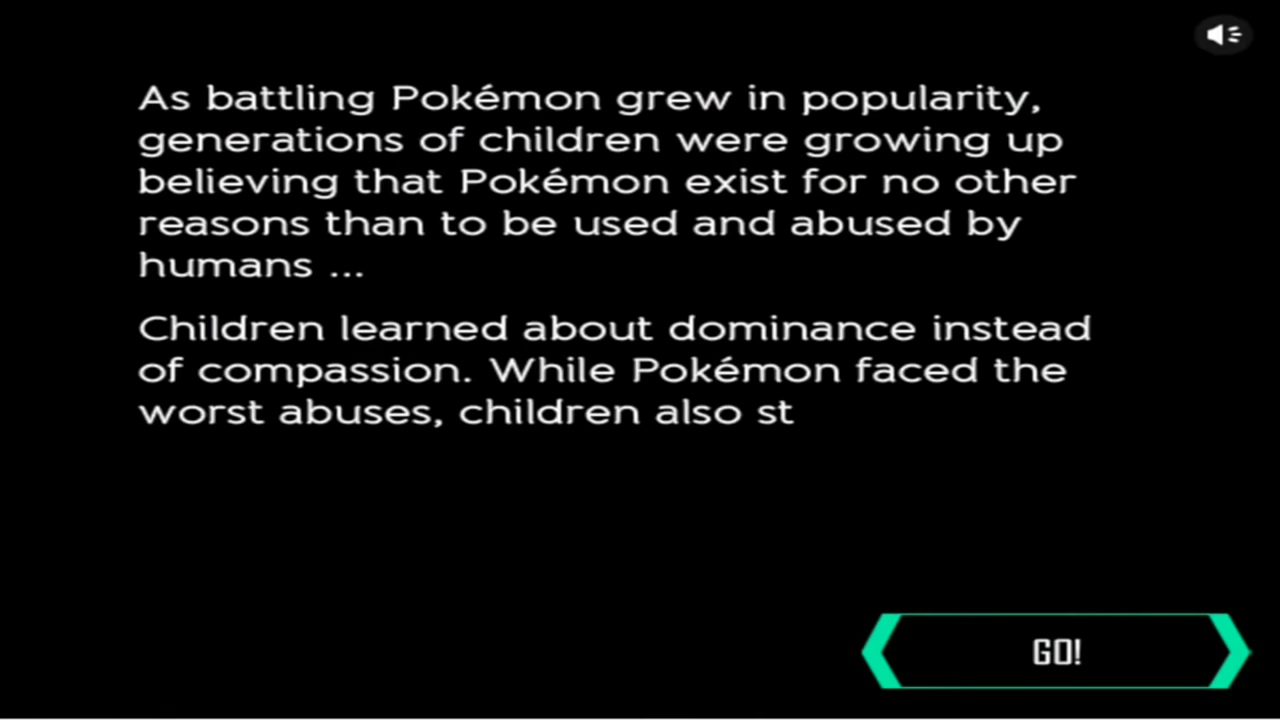 As battling Pokémon grew in popularity,
generations of children were growing up
believing that Pokémon exist for no other
reasons than to be used and abused by
humans ...
Children learned about dominance instead
of compassion. While Pokémon faced the
worst abuses, children also st
GO!